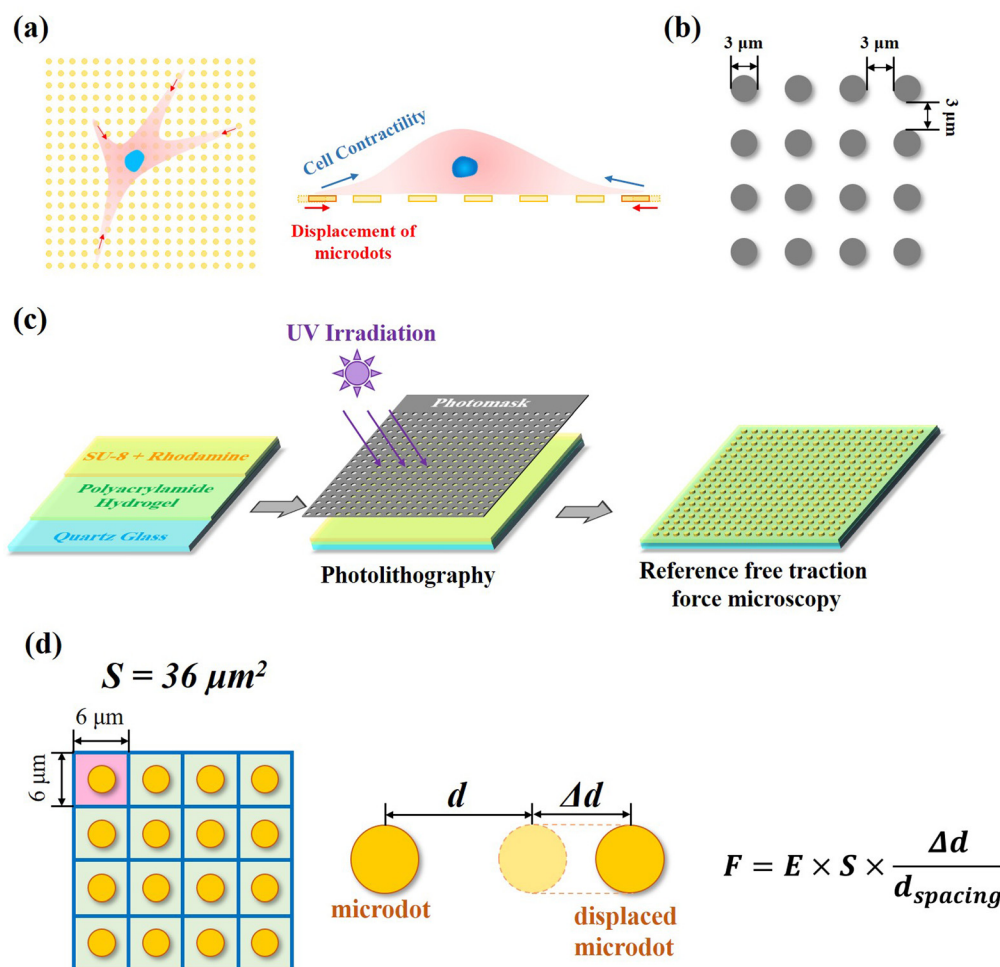 (a)
Cell Contractility
Displacement of
microdots
(b)
3 μm
3 μm
3 μm
(c)
UV Irradiation
Photomask
SU-8 + Rhodamine
Polyacrylamide
Hydrogel
Quartz Glass
Photolithography
Reference free traction
force microscopy
(d)
S = 36 μm²
6 μm
6 μm
d
Δd
microdot
displaced
microdot
F = E × S × Δd / d_spacing